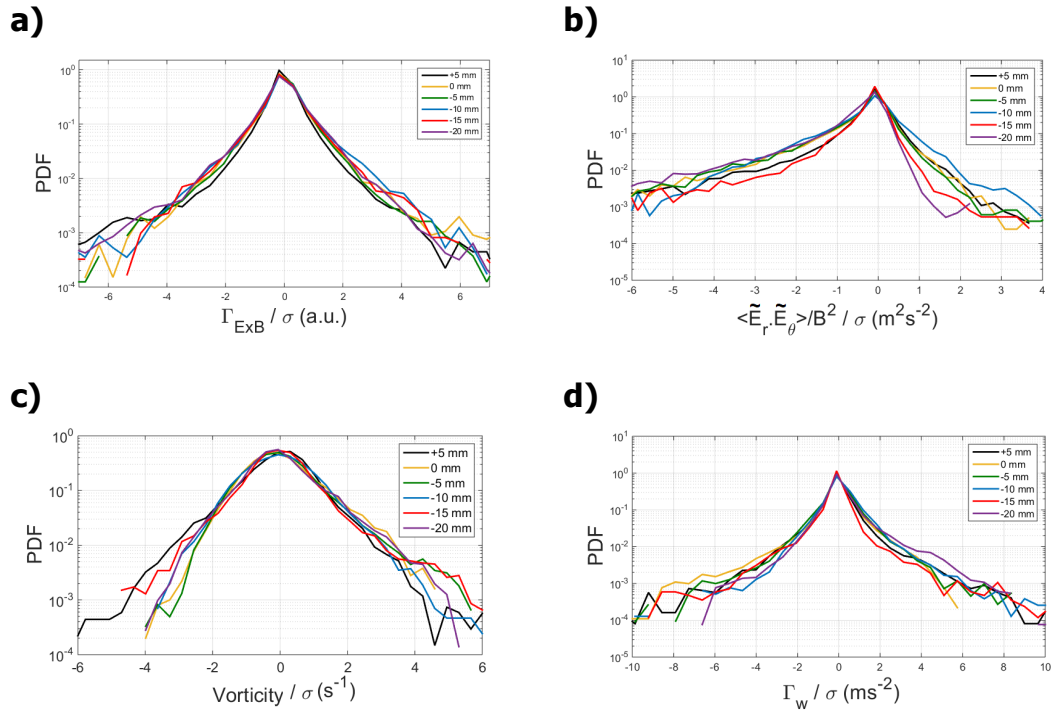 a)
PDF
10^0
10^-1
10^-2
10^-3
10^-4
-6 -4 -2 0 2 4 6
Γ_ExB / σ (a.u.)
+5 mm
0 mm
-5 mm
-10 mm
-15 mm
-20 mm
b)
PDF
10^2
10^1
10^0
10^-1
10^-2
10^-3
10^-4
10^-5
-6 -5 -4 -3 -2 -1 0 1 2 3 4
<Ẽ_r.Ẽ_θ>/B^2 / σ (m^2s^-2)
+5 mm
0 mm
-5 mm
-10 mm
-15 mm
-20 mm
c)
PDF
10^0
10^-1
10^-2
10^-3
10^-4
-6 -4 -2 0 2 4 6
Vorticity / σ (s^-1)
+5 mm
0 mm
-5 mm
-10 mm
-15 mm
-20 mm
d)
PDF
10^1
10^0
10^-1
10^-2
10^-3
10^-4
10^-5
-10 -8 -6 -4 -2 0 2 4 6 8 10
Γ_w / σ (ms^-2)
+5 mm
0 mm
-5 mm
-10 mm
-15 mm
-20 mm